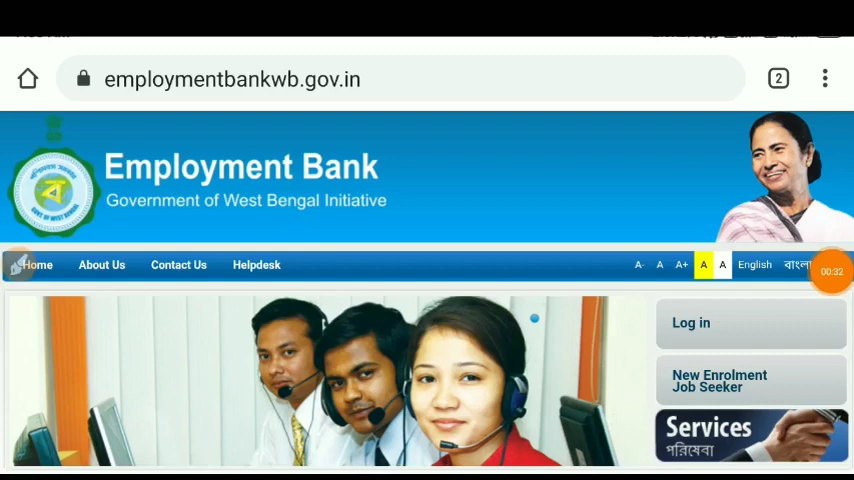 employmentbankwb.gov.in
2
Employment Bank
Government of West Bengal Initiative
Home About Us Contact Us Helpdesk A- A A+ A A English বাংলা
00:32
Log in
New Enrolment
Job Seeker
Services
পরিষেবা